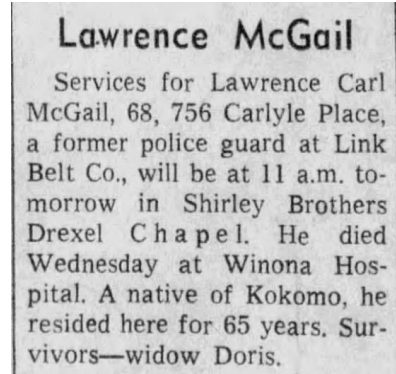 Lawrence McGail
Services for Lawrence Carl
McGail, 68, 756 Carlyle Place,
a former police guard at Link
Belt Co., will be at 11 a.m. to-
morrow in Shirley Brothers
Drexel Chapel. He died
Wednesday at Winona Hos-
pital. A native of Kokomo, he
resided here for 65 years. Sur-
vivors—widow Doris.